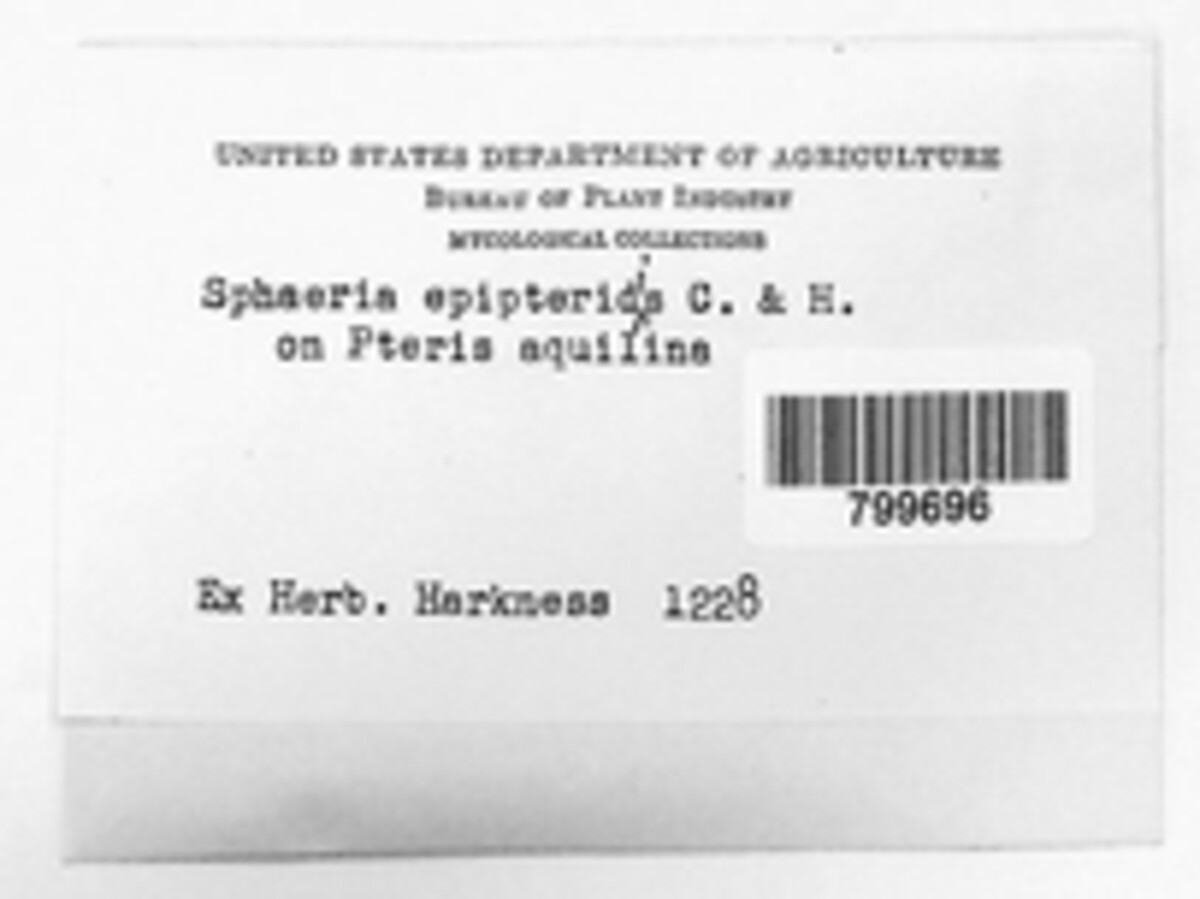 UNITED STATES DEPARTMENT OF AGRICULTURE
BUREAU OF PLANT INDUSTRY
MYCOLOGICAL COLLECTIONS
Sphaeria epipteridis C. & H.
on Pteris aquilina
799696
Ex Herb. Harkness 1228